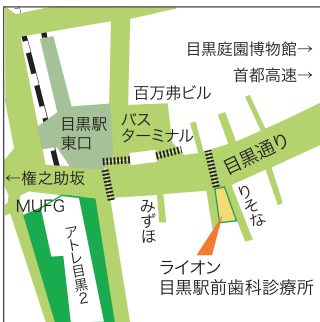 目黒庭園博物館→
首都高速→
百万弗ビル
目黒駅
東口
バス
ターミナル
目黒通り
←権之助坂
MUFG
アトレ目黒2
みずほ
りそな
ライオン
目黒駅前歯科診療所